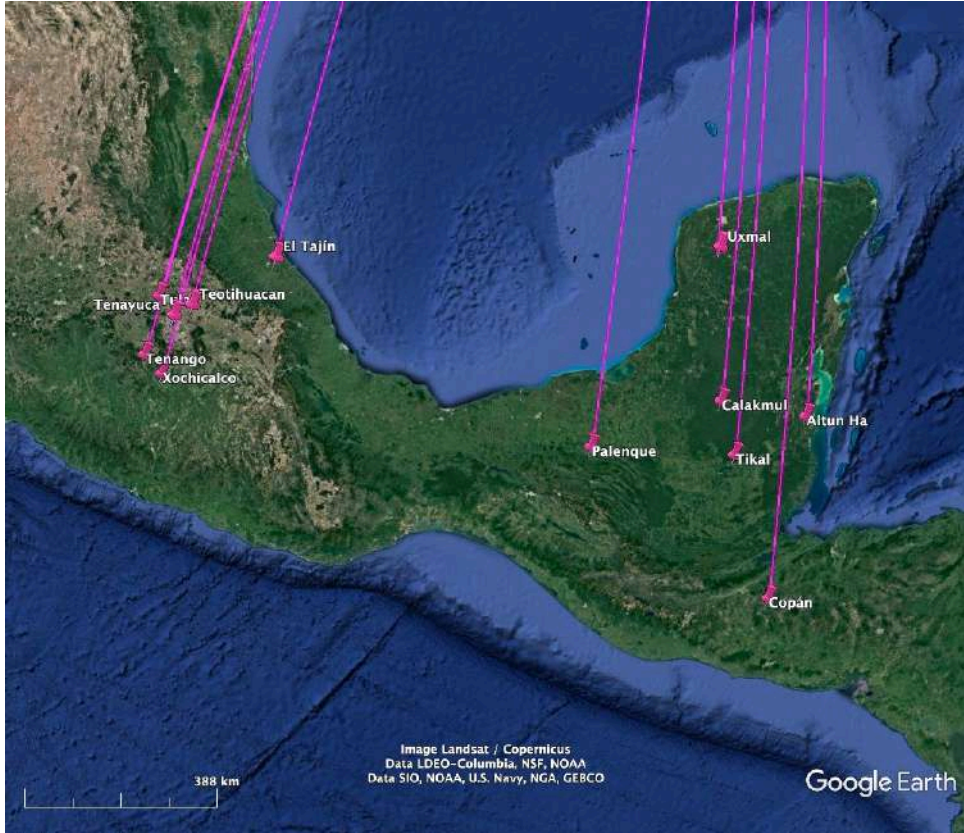 Uxmal
El Tajín
Tenayuca
Teotihuacan
Tenango
Xochicalco
Calakmul
Altun Ha
Palenque
Tikal
Copán
Image Landsat / Copernicus
Data LDEO-Columbia, NSF, NOAA
Data SIO, NOAA, U.S. Navy, NGA, GEBCO
388 km
Google Earth